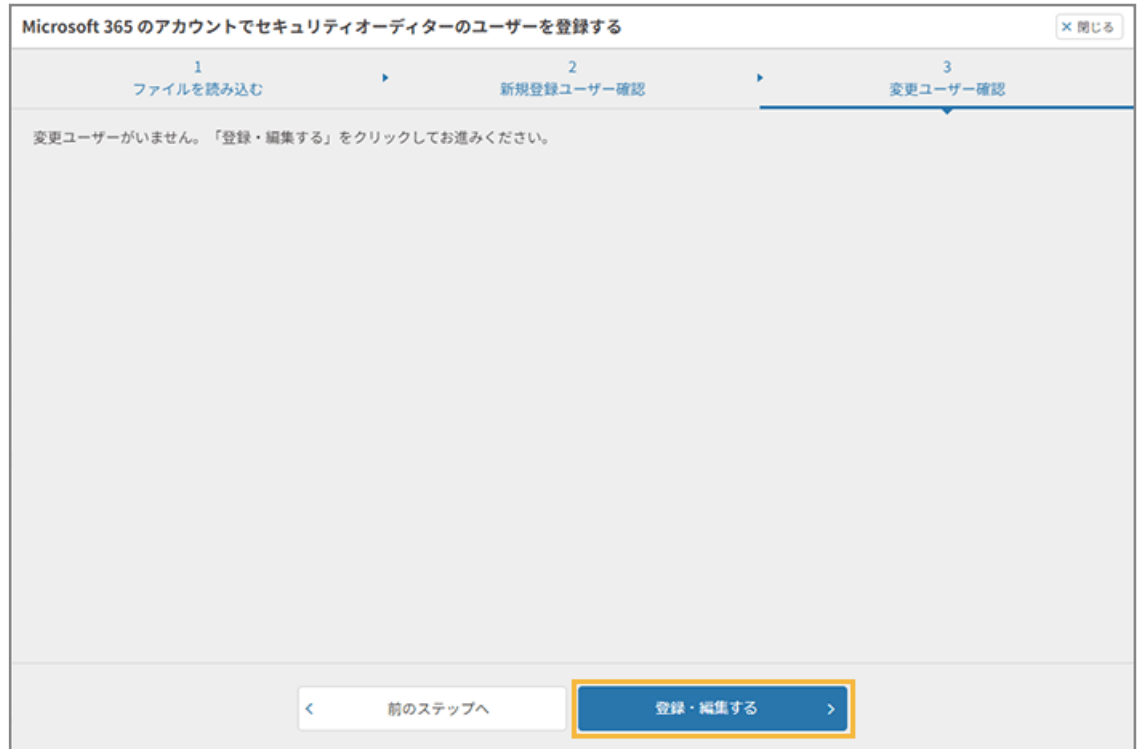 Microsoft 365 のアカウントでセキュリティオーディターのユーザーを登録する
× 閉じる
1
ファイルを読み込む
2
新規登録ユーザー確認
3
変更ユーザー確認
変更ユーザーがいません。「登録・編集する」をクリックしてお進みください。
前のステップへ
登録・編集する